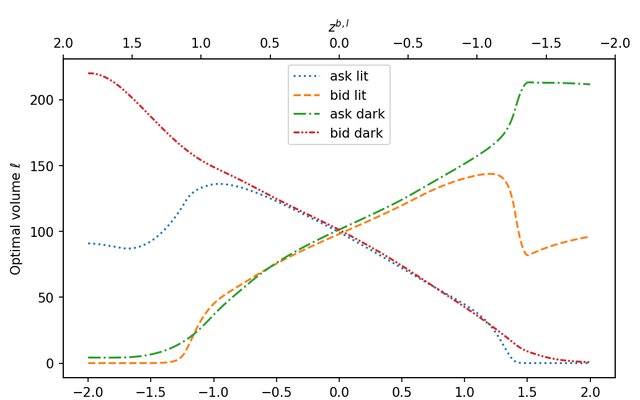 z^{b,l}
2.0 1.5 1.0 0.5 0.0 −0.5 −1.0 −1.5 −2.0
ask lit
bid lit
ask dark
bid dark
Optimal volume ℓ
200
150
100
50
0
−2.0 −1.5 −1.0 −0.5 0.0 0.5 1.0 1.5 2.0